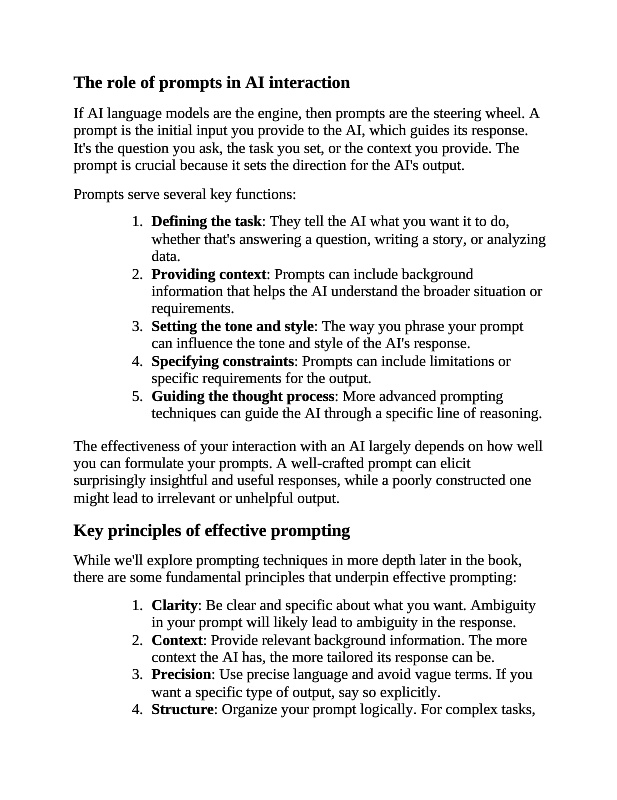 The role of prompts in AI interaction
If AI language models are the engine, then prompts are the steering wheel. A
prompt is the initial input you provide to the AI, which guides its response.
It's the question you ask, the task you set, or the context you provide. The
prompt is crucial because it sets the direction for the AI's output.
Prompts serve several key functions:
1. Defining the task: They tell the AI what you want it to do,
whether that's answering a question, writing a story, or analyzing
data.
2. Providing context: Prompts can include background
information that helps the AI understand the broader situation or
requirements.
3. Setting the tone and style: The way you phrase your prompt
can influence the tone and style of the AI's response.
4. Specifying constraints: Prompts can include limitations or
specific requirements for the output.
5. Guiding the thought process: More advanced prompting
techniques can guide the AI through a specific line of reasoning.
The effectiveness of your interaction with an AI largely depends on how well
you can formulate your prompts. A well-crafted prompt can elicit
surprisingly insightful and useful responses, while a poorly constructed one
might lead to irrelevant or unhelpful output.
Key principles of effective prompting
While we'll explore prompting techniques in more depth later in the book,
there are some fundamental principles that underpin effective prompting:
1. Clarity: Be clear and specific about what you want. Ambiguity
in your prompt will likely lead to ambiguity in the response.
2. Context: Provide relevant background information. The more
context the AI has, the more tailored its response can be.
3. Precision: Use precise language and avoid vague terms. If you
want a specific type of output, say so explicitly.
4. Structure: Organize your prompt logically. For complex tasks,